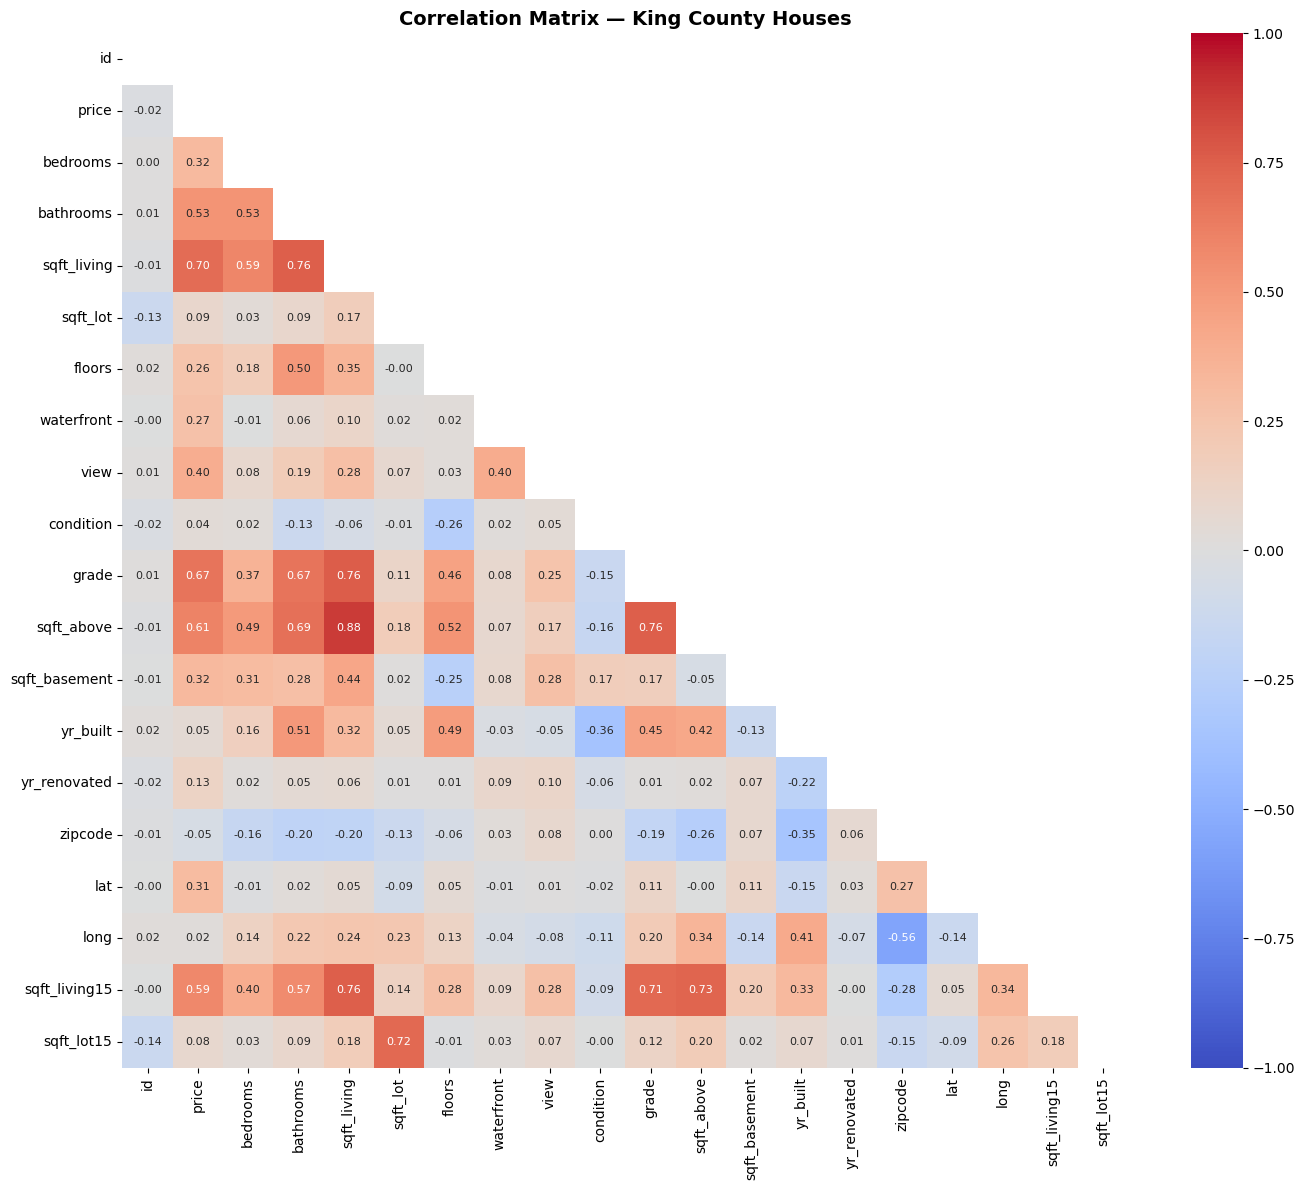 Correlation Matrix — King County Houses
id
price -0.02
bedrooms 0.00 0.32
bathrooms 0.01 0.53 0.53
sqft_living -0.01 0.70 0.59 0.76
sqft_lot -0.13 0.09 0.03 0.09 0.17
floors 0.02 0.26 0.18 0.50 0.35 -0.00
waterfront -0.00 0.27 -0.01 0.06 0.10 0.02 0.02
view 0.01 0.40 0.08 0.19 0.28 0.07 0.03 0.40
condition -0.02 0.04 0.02 -0.13 -0.06 -0.01 -0.26 0.02 0.05
grade 0.01 0.67 0.37 0.67 0.76 0.11 0.46 0.08 0.25 -0.15
sqft_above -0.01 0.61 0.49 0.69 0.88 0.18 0.52 0.07 0.17 -0.16 0.76
sqft_basement -0.01 0.32 0.31 0.28 0.44 0.02 -0.25 0.08 0.28 0.17 0.17 -0.05
yr_built 0.02 0.05 0.16 0.51 0.32 0.05 0.49 -0.03 -0.05 -0.36 0.45 0.42 -0.13
yr_renovated -0.02 0.13 0.02 0.05 0.06 0.01 0.01 0.09 0.10 -0.06 0.01 0.02 0.07 -0.22
zipcode -0.01 -0.05 -0.16 -0.20 -0.20 -0.13 -0.06 0.03 0.08 0.00 -0.19 -0.26 0.07 -0.35 0.06
lat -0.00 0.31 -0.01 0.02 0.05 -0.09 0.05 -0.01 0.01 -0.02 0.11 -0.00 0.11 -0.15 0.03 0.27
long 0.02 0.02 0.14 0.22 0.24 0.23 0.13 -0.04 -0.08 -0.11 0.20 0.34 -0.14 0.41 -0.07 -0.56 -0.14
sqft_living15 -0.00 0.59 0.40 0.57 0.76 0.14 0.28 0.09 0.28 -0.09 0.71 0.73 0.20 0.33 -0.00 -0.28 0.05 0.34
sqft_lot15 -0.14 0.08 0.03 0.09 0.18 0.72 -0.01 0.03 0.07 -0.00 0.12 0.20 0.02 0.07 0.01 -0.15 -0.09 0.26 0.18
id price bedrooms bathrooms sqft_living sqft_lot floors waterfront view condition grade sqft_above sqft_basement yr_built yr_renovated zipcode lat long sqft_living15 sqft_lot15
1.00
0.75
0.50
0.25
0.00
−0.25
−0.50
−0.75
−1.00